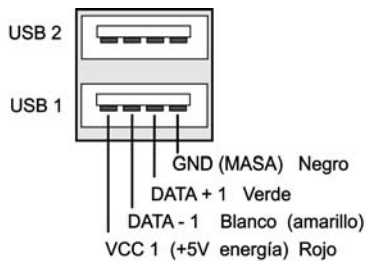 USB 2
USB 1
GND (MASA) Negro
DATA + 1 Verde
DATA - 1 Blanco (amarillo)
VCC 1 (+5V energía) Rojo